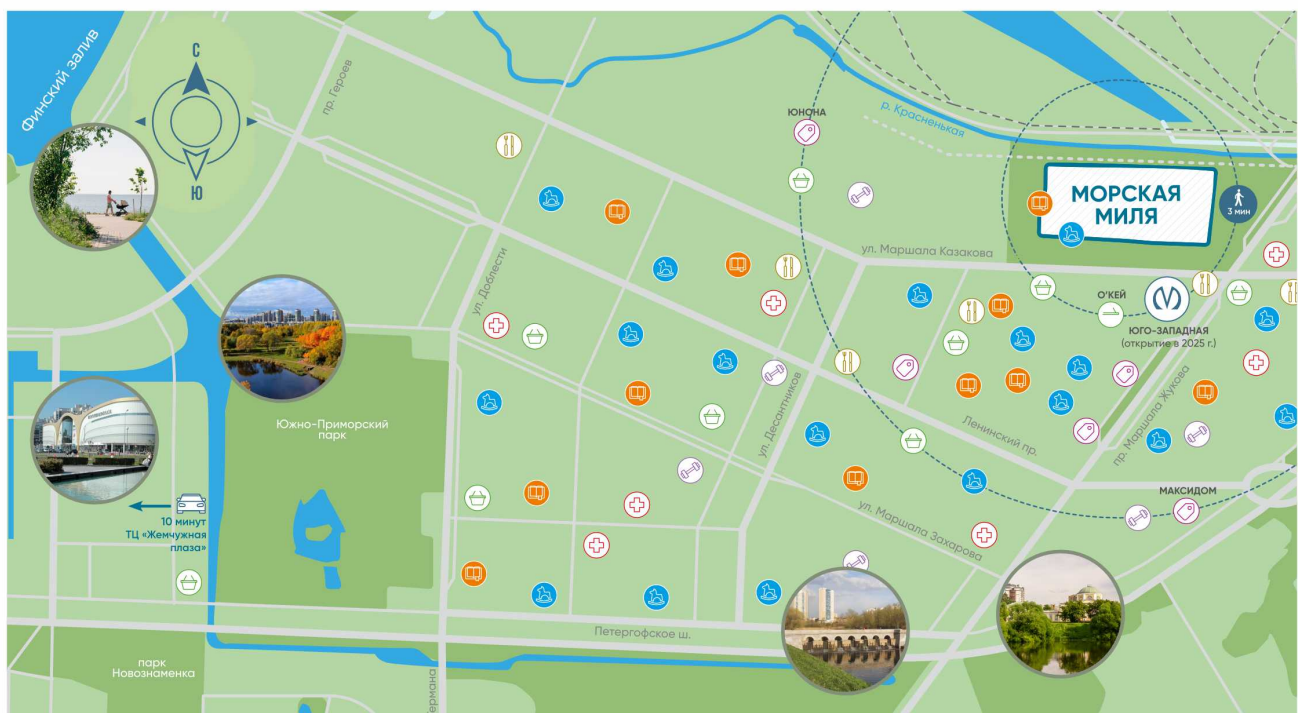 Финский залив
С
Ю
пр. Героев
ЮНОНА
р. Красненькая
МОРСКАЯ
МИЛЯ
3 мин
ул. Маршала Казакова
ул. Доблести
О'КЕЙ
ЮГО-ЗАПАДНАЯ
(открытие в 2025 г.)
пр. Маршала Жукова
ул. Десантников
Ленинский пр.
Южно-Приморский
парк
МАКСИДОМ
10 минут
ТЦ «Жемчужная
плаза»
ул. Маршала Захарова
Петергофское ш.
парк
Новознаменка
ермана